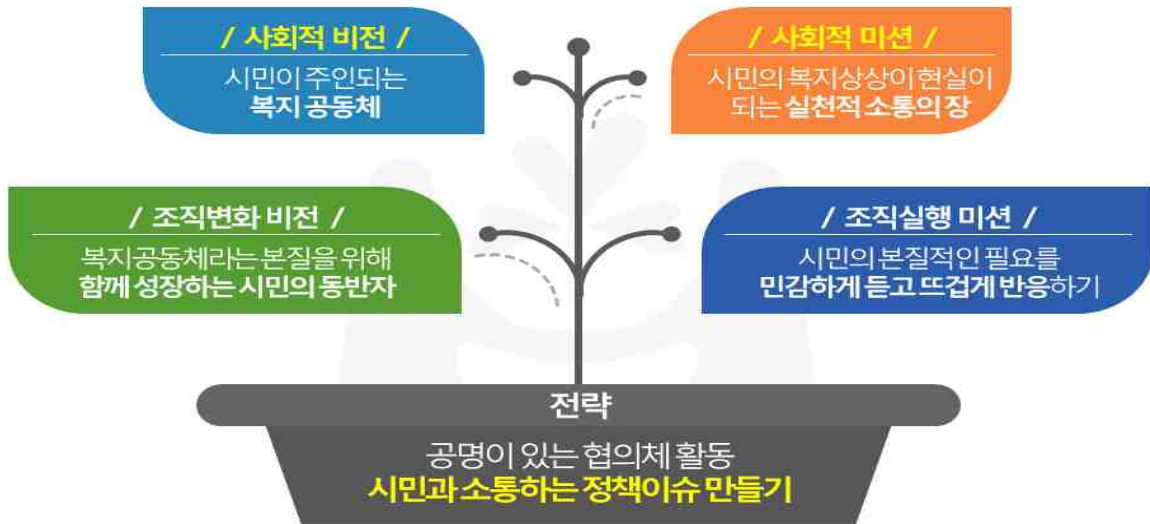 / 사회적 비전 /
시민이 주인되는
복지 공동체
/ 사회적 미션 /
시민의 복지상상이 현실이
되는 실천적 소통의 장
/ 조직변화 비전 /
복지공동체라는 본질을 위해
함께 성장하는 시민의 동반자
/ 조직실행 미션 /
시민의 본질적인 필요를
민감하게 듣고 뜨겁게 반응하기
전략
공명이 있는 협의체 활동
시민과 소통하는 정책이슈 만들기